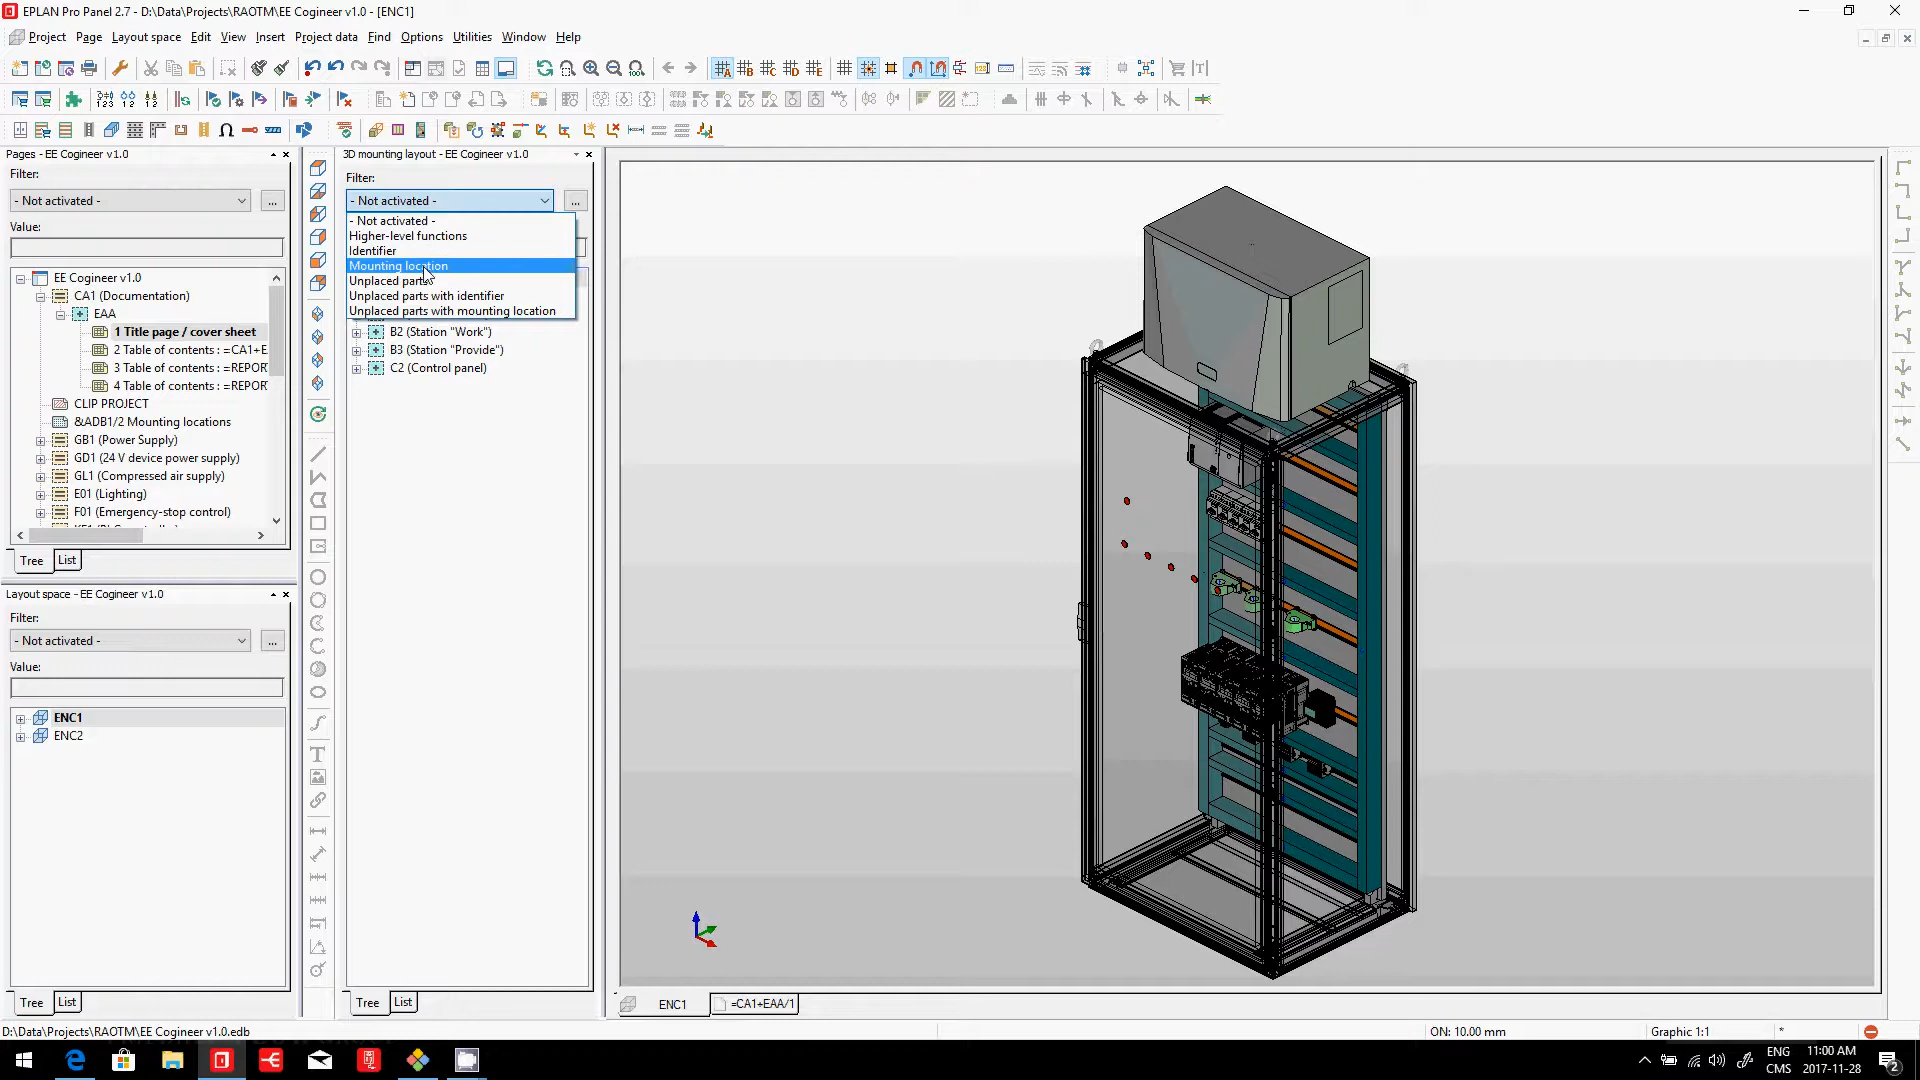 EPLAN Pro Panel 2.7 - D:\Data\Projects\RAOTM\EE Cogineer v1.0 - [ENC1]
Project Page Layout space Edit View Insert Project data Find Options Utilities Window Help
Pages - EE Cogineer v1.0
Filter:
- Not activated -
...
Value:
EE Cogineer v1.0
CA1 (Documentation)
EAA
1 Title page / cover sheet
2 Table of contents : =CA1+E
3 Table of contents : =REPOR
4 Table of contents : =REPOR
CLIP PROJECT
&ADB1/2 Mounting locations
GB1 (Power Supply)
GD1 (24 V device power supply)
GL1 (Compressed air supply)
E01 (Lighting)
F01 (Emergency-stop control)
Tree List
Layout space - EE Cogineer v1.0
Filter:
- Not activated -
...
Value:
ENC1
ENC2
Tree List
3D mounting layout - EE Cogineer v1.0
Filter:
- Not activated -
...
- Not activated -
Higher-level functions
Identifier
Mounting location
Unplaced parts
Unplaced parts with identifier
Unplaced parts with mounting location
B2 (Station "Work")
B3 (Station "Provide")
C2 (Control panel)
Tree List
ENC1 =CA1+EAA/1
D:\Data\Projects\RAOTM\EE Cogineer v1.0.edb
ON: 10.00 mm
Graphic 1:1
*
ENG
CMS
11:00 AM
2017-11-28
2